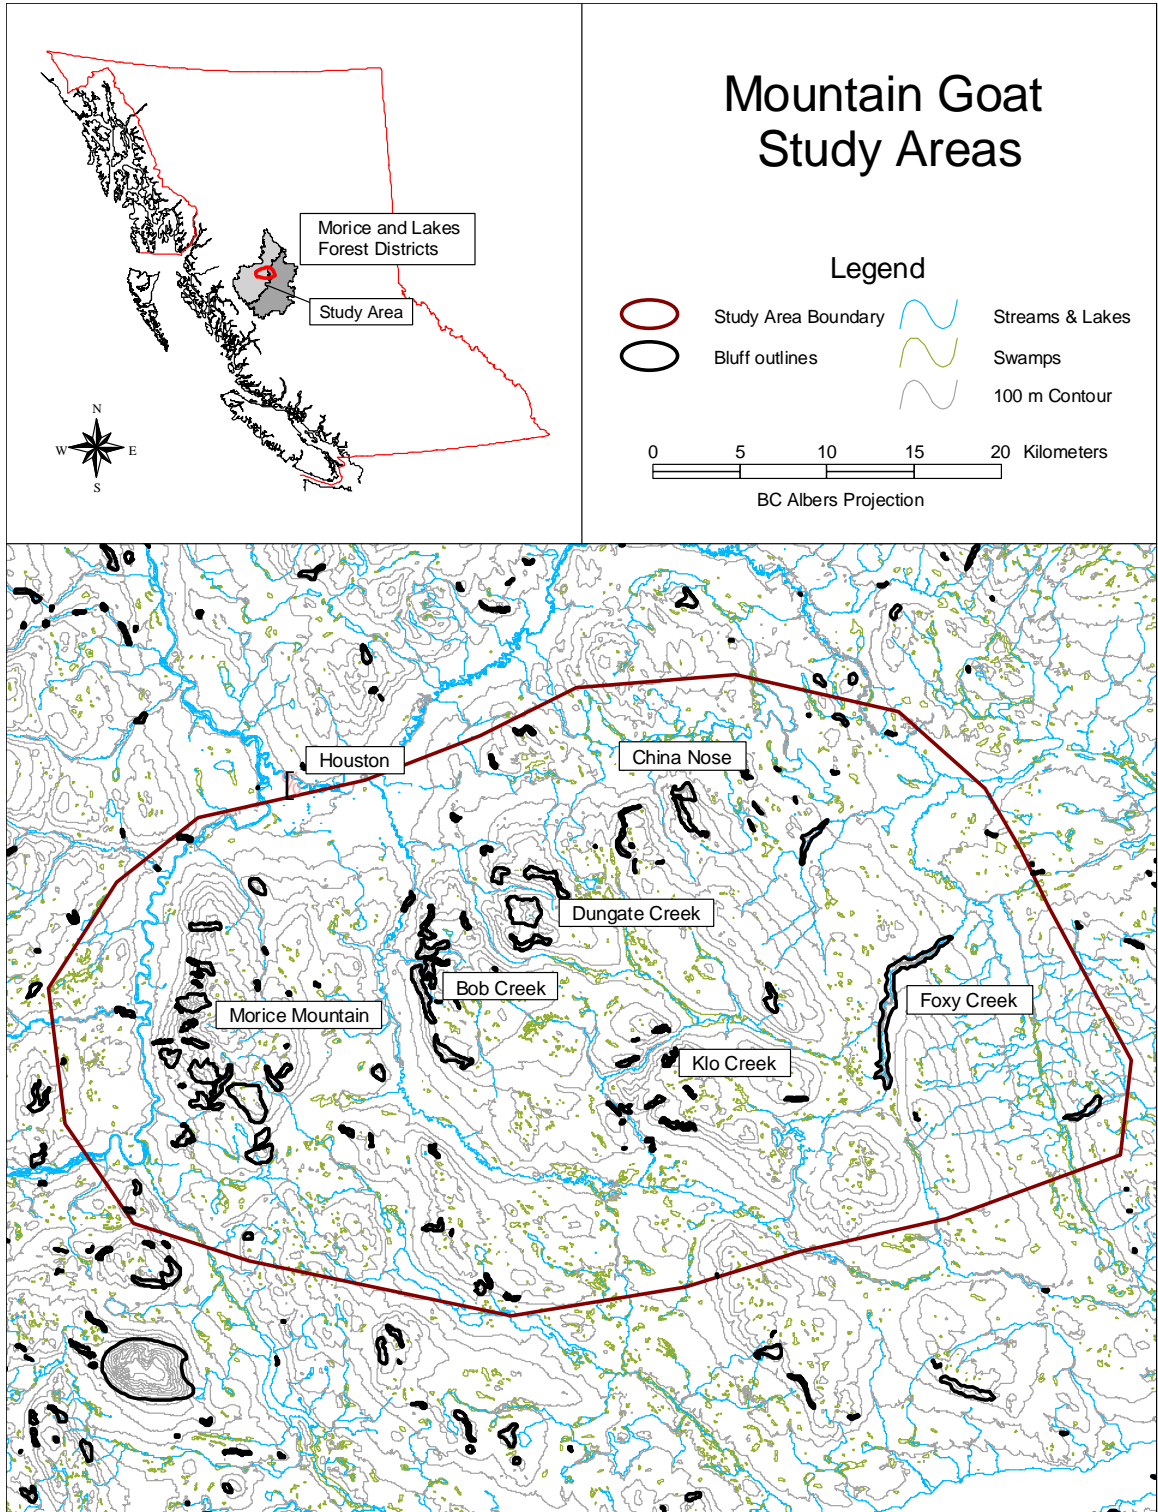 Mountain Goat
Study Areas
Morice and Lakes
Forest Districts
Study Area
N
W
E
S
Legend
Study Area Boundary
Streams & Lakes
Bluff outlines
Swamps
100 m Contour
0 5 10 15 20 Kilometers
BC Albers Projection
Houston
China Nose
Dungate Creek
Bob Creek
Foxy Creek
Morice Mountain
Klo Creek